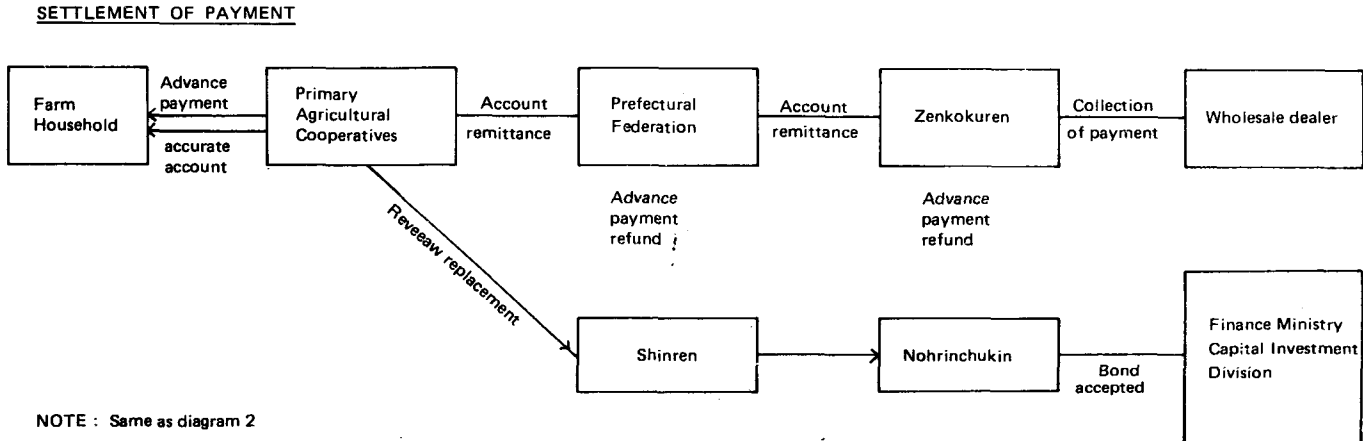 SETTLEMENT OF PAYMENT
Farm
Household
Advance
payment
accurate
account
Primary
Agricultural
Cooperatives
Account
remittance
Prefectural
Federation
Account
remittance
Zenkokuren
Collection
of payment
Wholesale dealer
Advance
payment
refund
Advance
payment
refund
Reveeaw replacement
Shinren
Nohrinchukin
Bond
accepted
Finance Ministry
Capital Investment
Division
NOTE : Same as diagram 2